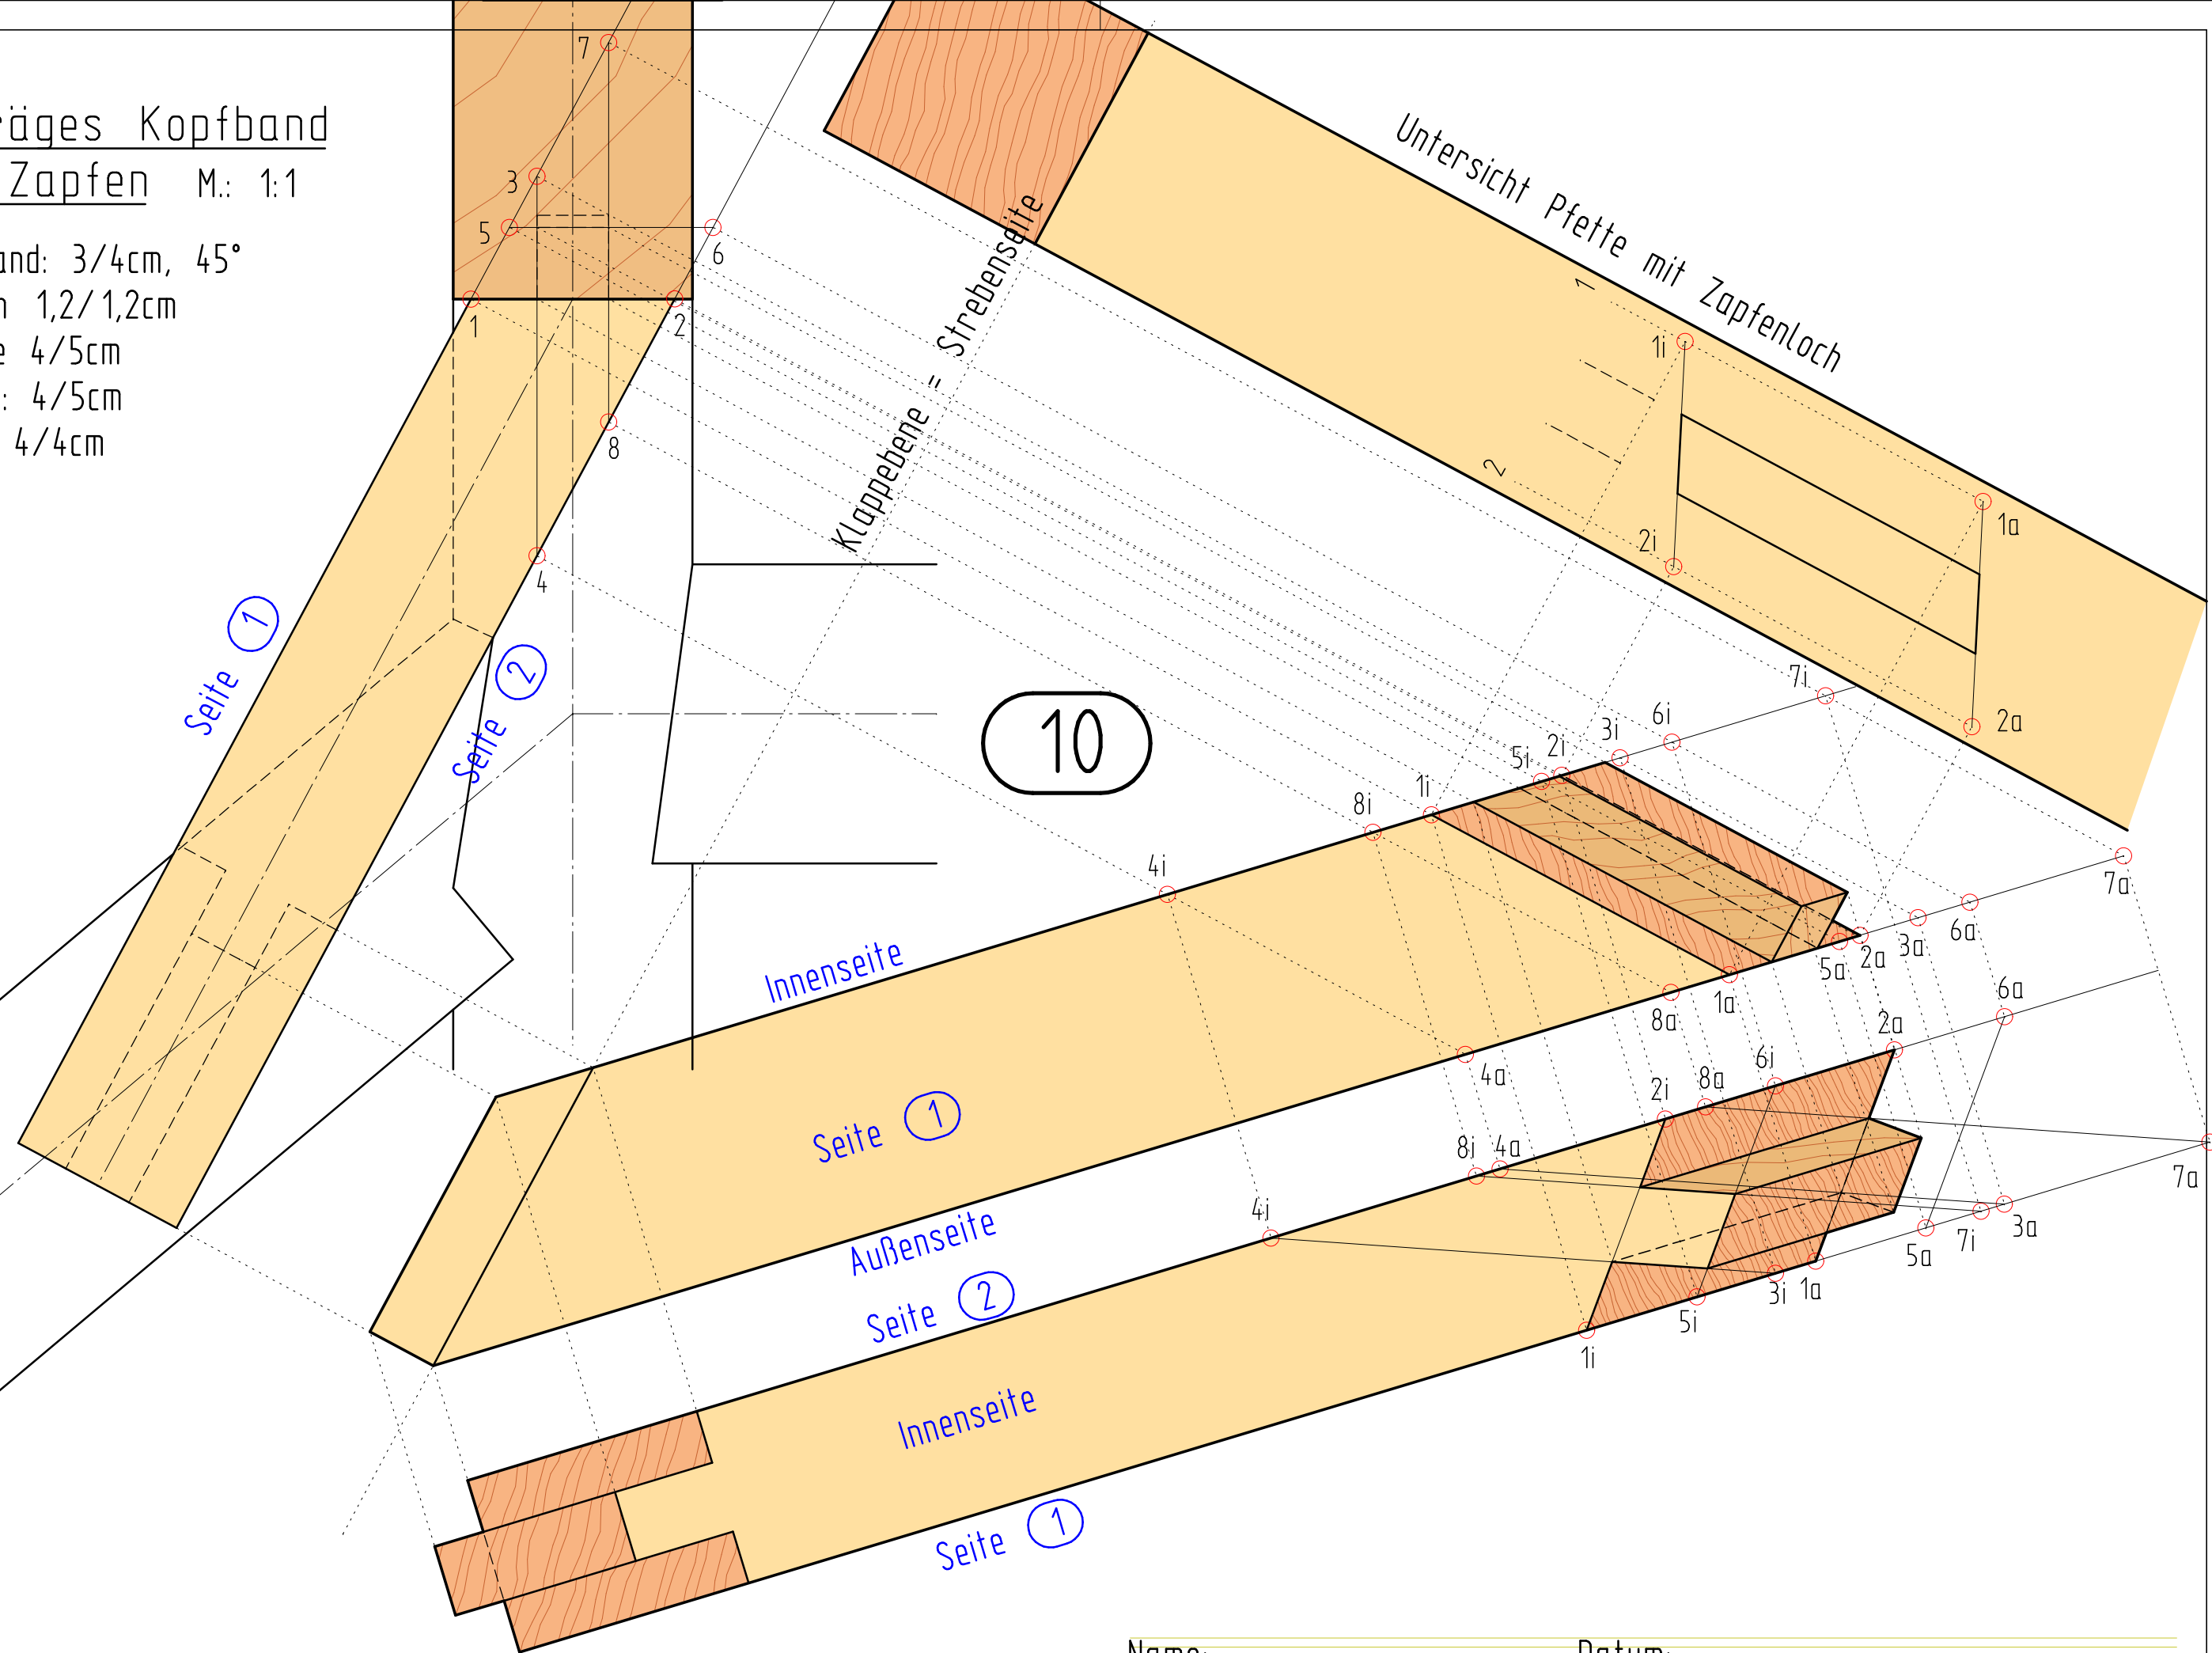 räges Kopfband
Zapfen M.: 1:1
and: 3/4cm, 45°
n 1,2/1,2cm
e 4/5cm
: 4/5cm
4/4cm
7
3
5
6
1
2
8
4
Seite 1
Seite 2
Klappebene = Strebenseite
Untersicht Pfette mit Zapfenloch
1
1i
2
2i
1a
2a
10
7i
6i
3i
2i
5i
1i
8i
4i
7a
6a
3a
2a
5a
1a
8a
4a
Innenseite
Seite 1
Außenseite
Seite 2
6a
2a
6i
8a
2i
4a
8i
4i
7a
3a
7i
5a
1a
3i
5i
1i
Innenseite
Seite 1
Name:
Datum: